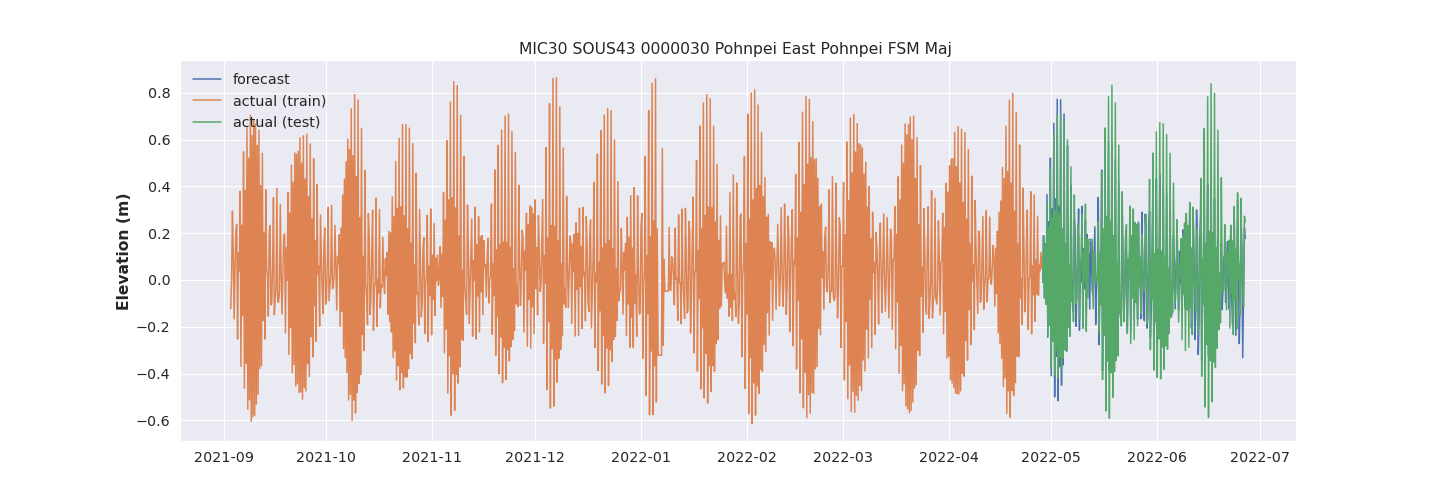 MIC30 SOUS43 0000030 Pohnpei East Pohnpei FSM Maj
forecast
actual (train)
actual (test)
Elevation (m)
0.8
0.6
0.4
0.2
0.0
−0.2
−0.4
−0.6
2021-09 2021-10 2021-11 2021-12 2022-01 2022-02 2022-03 2022-04 2022-05 2022-06 2022-07